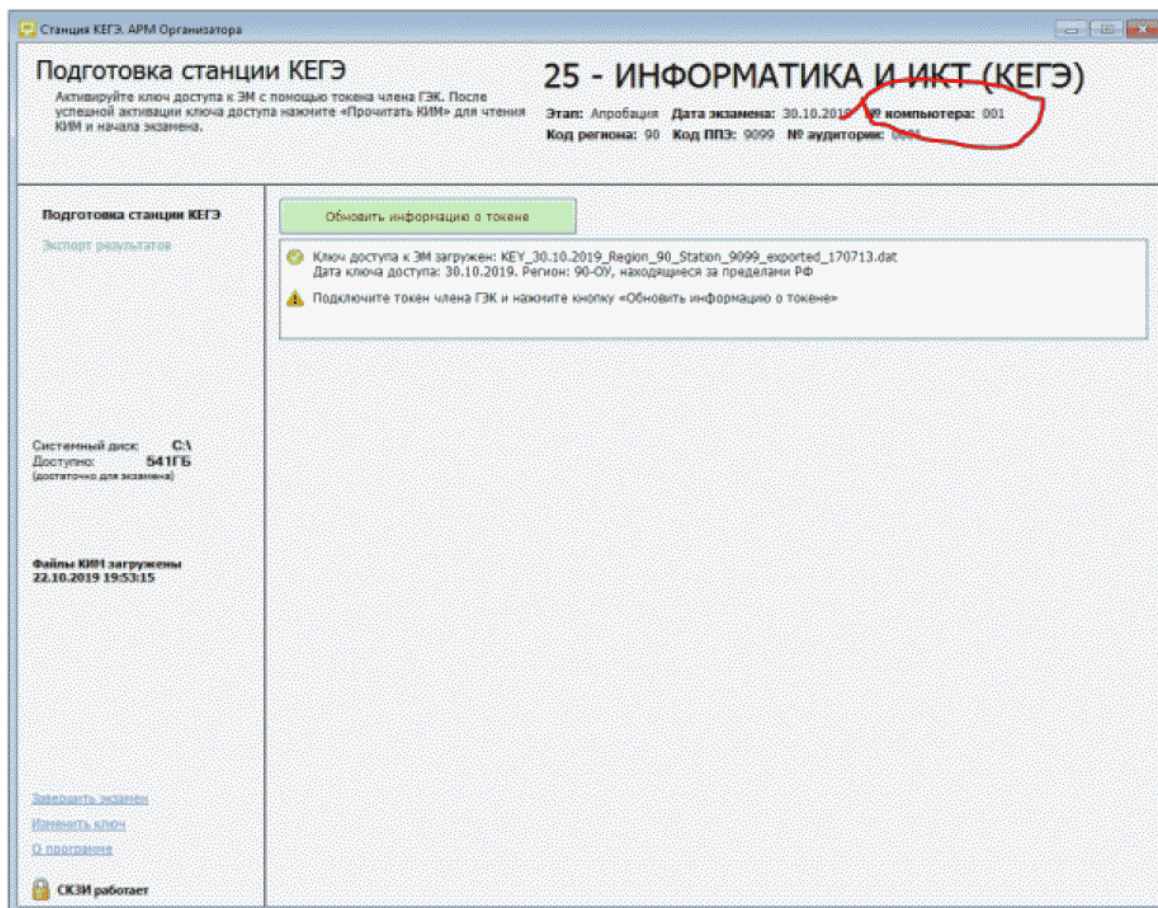 Станция КЕГЭ. АРМ Организатора
Подготовка станции КЕГЭ
Активируйте ключ доступа к ЭМ с помощью токена члена ГЭК. После
успешной активации ключа доступа нажмите «Прочитать КИМ» для чтения
КИМ и начала экзамена.
25 - ИНФОРМАТИКА И ИКТ (КЕГЭ)
Этап: Апробация Дата экзамена: 30.10.2019 № компьютера: 001
Код региона: 90 Код ППЭ: 9099 № аудитории: 0001
Подготовка станции КЕГЭ
Экспорт результатов
Обновить информацию о токене
Ключ доступа к ЭМ загружен: KEY_30.10.2019_Region_90_Station_9099_exported_170713.dat
Дата ключа доступа: 30.10.2019. Регион: 90-ОУ, находящиеся за пределами РФ
Подключите токен члена ГЭК и нажмите кнопку «Обновить информацию о токене»
Системный диск: C:\
Доступно: 541ГБ
(достаточно для экзамена)
Файлы КИМ загружены
22.10.2019 19:53:15
Завершить экзамен
Изменить ключ
О программе
СКЗИ работает